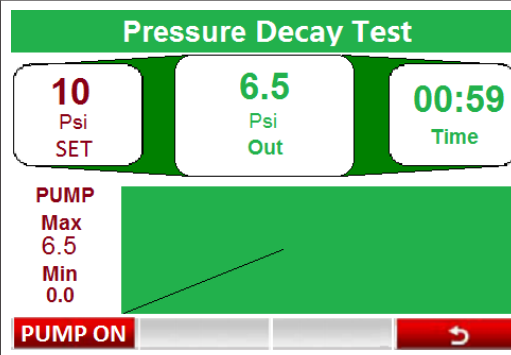 Pressure Decay Test
10
Psi
SET
6.5
Psi
Out
00:59
Time
PUMP
Max
6.5
Min
0.0
PUMP ON